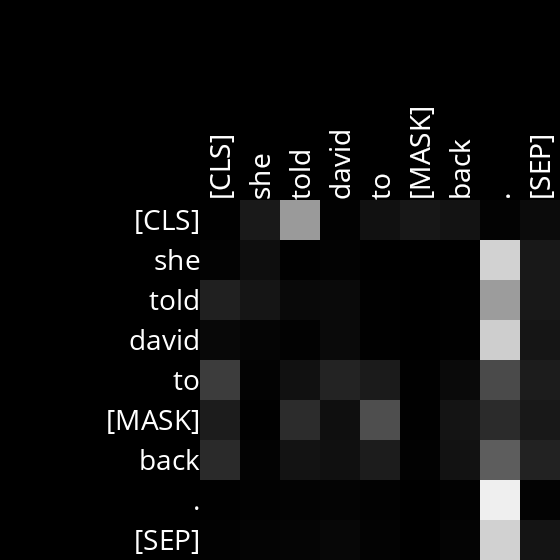 [CLS] she told david to [MASK] back . [SEP]
[CLS]
she
told
david
to
[MASK]
back
.
[SEP]